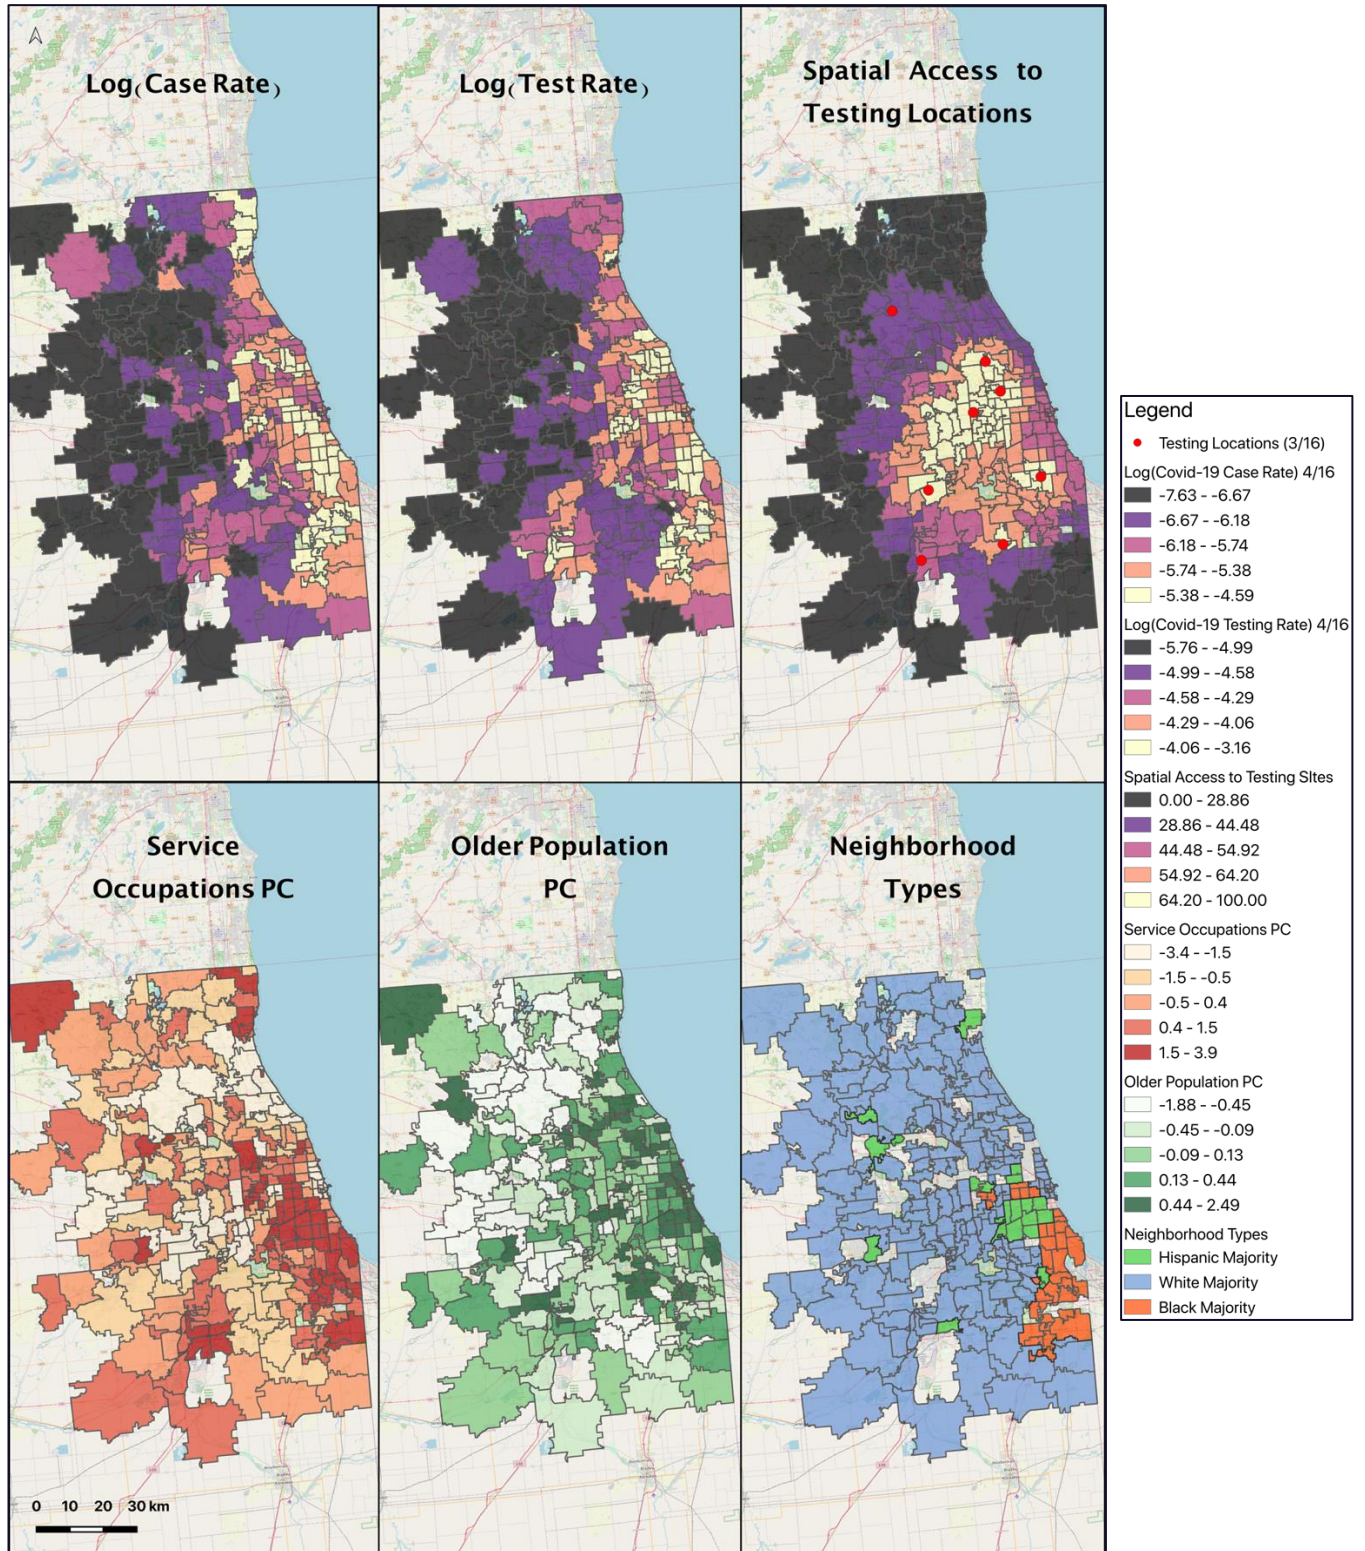 Log(Case Rate)
Log(Test Rate)
Spatial Access to
Testing Locations
Service
Occupations PC
Older Population
PC
Neighborhood
Types
0 10 20 30 km
Legend
Testing Locations (3/16)
Log(Covid-19 Case Rate) 4/16
-7.63 - -6.67
-6.67 - -6.18
-6.18 - -5.74
-5.74 - -5.38
-5.38 - -4.59
Log(Covid-19 Testing Rate) 4/16
-5.76 - -4.99
-4.99 - -4.58
-4.58 - -4.29
-4.29 - -4.06
-4.06 - -3.16
Spatial Access to Testing SItes
0.00 - 28.86
28.86 - 44.48
44.48 - 54.92
54.92 - 64.20
64.20 - 100.00
Service Occupations PC
-3.4 - -1.5
-1.5 - -0.5
-0.5 - 0.4
0.4 - 1.5
1.5 - 3.9
Older Population PC
-1.88 - -0.45
-0.45 - -0.09
-0.09 - 0.13
0.13 - 0.44
0.44 - 2.49
Neighborhood Types
Hispanic Majority
White Majority
Black Majority